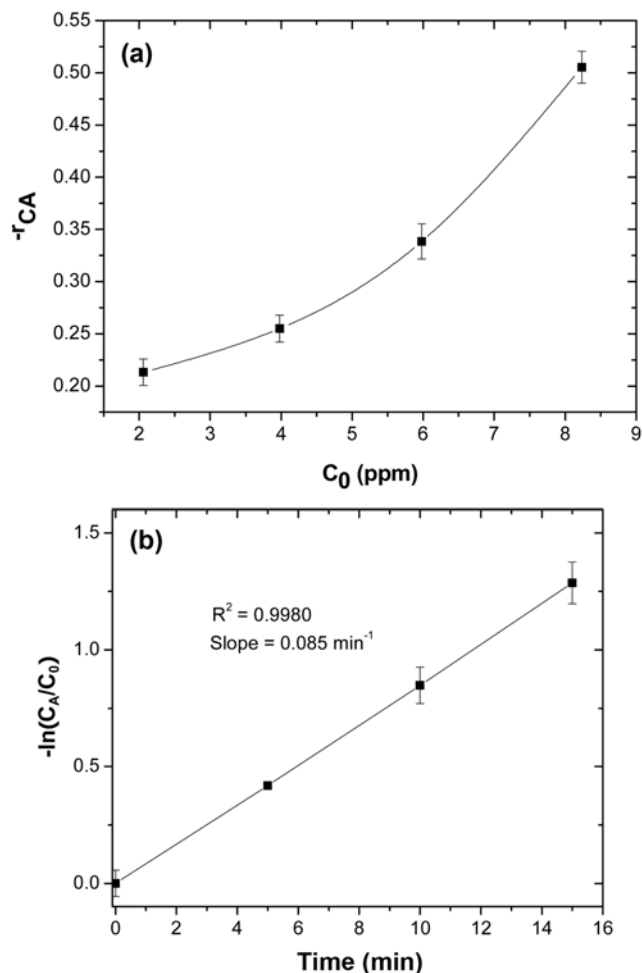 (a)
0.55
0.50
0.45
0.40
0.35
0.30
0.25
0.20
-rCA
2 3 4 5 6 7 8 9
C0 (ppm)
(b)
1.5
1.0
0.5
0.0
-ln(CA/C0)
R² = 0.9980
Slope = 0.085 min⁻¹
0 2 4 6 8 10 12 14 16
Time (min)